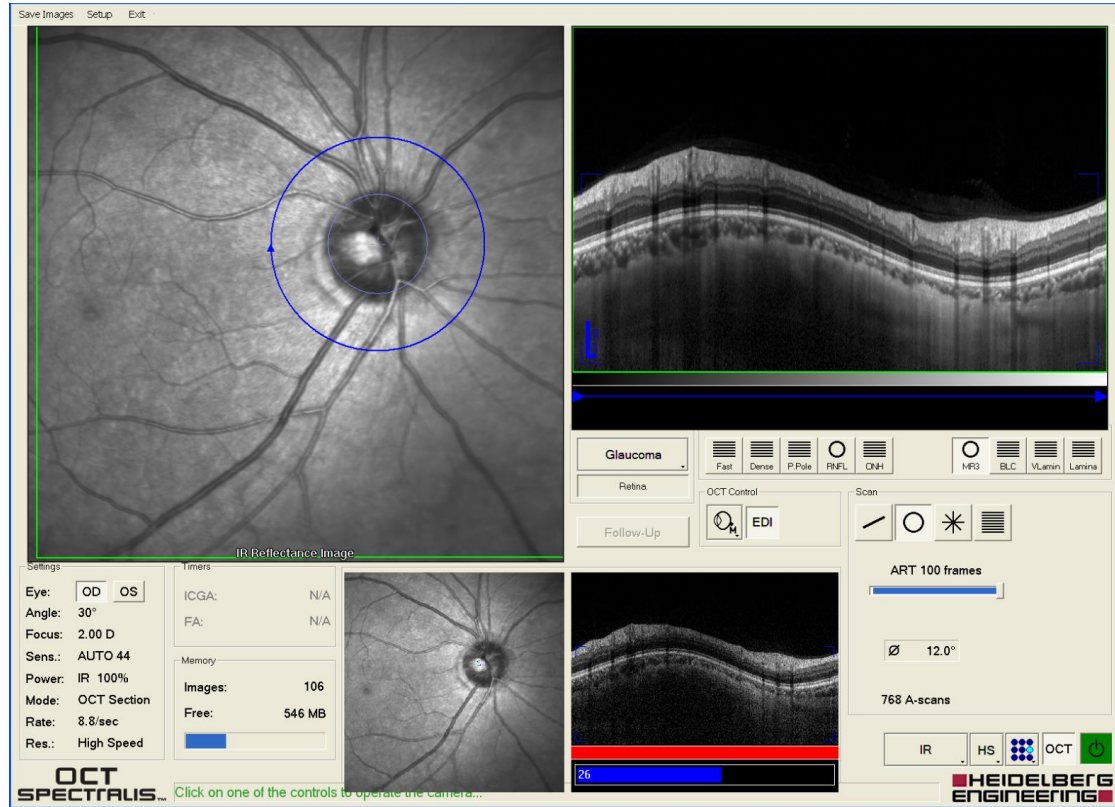 Save Images Setup Exit
IR Reflectance Image
Glaucoma
Retina
Follow-Up
Fast Dense P.Pole RNFL ONH MR3 BLC VLamin Lamina
OCT Control
M EDI
Scan
ART 100 frames
Ø 12.0°
768 A-scans
Settings
Eye: OD OS
Angle: 30°
Focus: 2.00 D
Sens.: AUTO 44
Power: IR 100%
Mode: OCT Section
Rate: 8.8/sec
Res.: High Speed
Timers
ICGA: N/A
FA: N/A
Memory
Images: 106
Free: 546 MB
26
IR HS OCT
OCT
SPECTRALIS™
Click on one of the controls to operate the camera...
HEIDELBERG
ENGINEERING